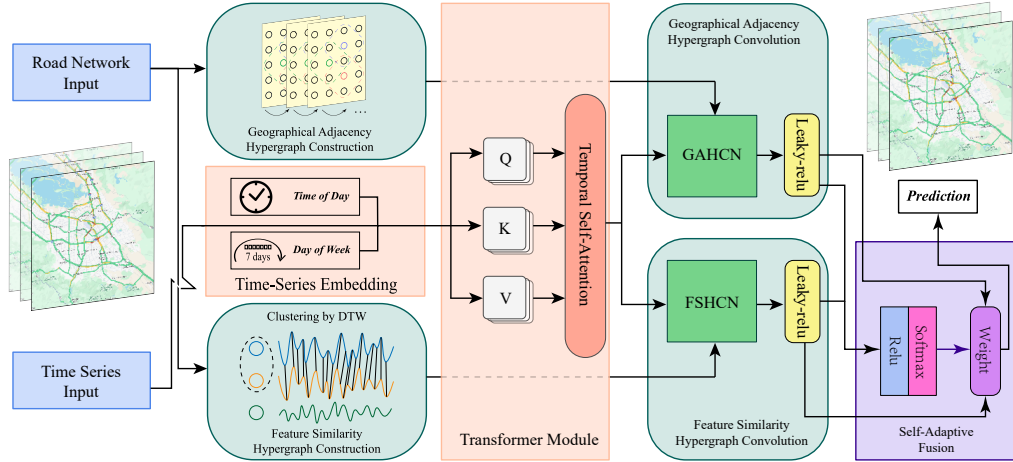 Road Network
Input
Time Series
Input
...
Geographical Adjacency
Hypergraph Construction
Time of Day
7 days
Day of Week
Time-Series Embedding
Clustering by DTW
Feature Similarity
Hypergraph Construction
Q
K
V
Temporal Self-Attention
Transformer Module
Geographical Adjacency
Hypergraph Convolution
GAHCN
Leaky-relu
FSHCN
Leaky-relu
Feature Similarity
Hypergraph Convolution
Prediction
Relu
Softmax
Weight
Self-Adaptive
Fusion